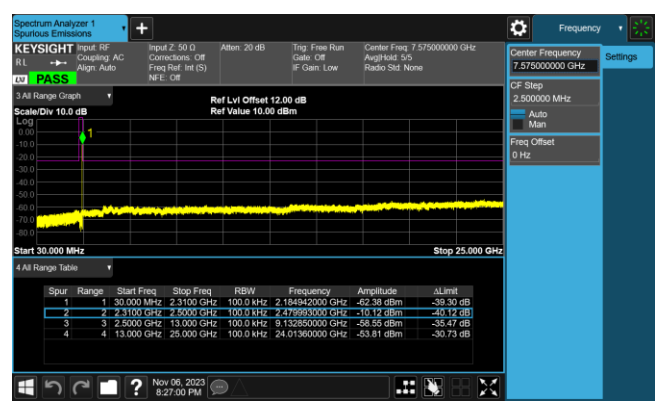 Spectrum Analyzer 1
Spurious Emissions
Frequency
KEYSIGHT
R L
LXI
PASS
Input: RF
Coupling: AC
Align: Auto
Input Z: 50 Ω
Corrections: Off
Freq Ref: Int (S)
NFE: Off
Atten: 20 dB
Trig: Free Run
Gate: Off
IF Gain: Low
Center Freq: 7.575000000 GHz
Avg|Hold: 5/5
Radio Std: None
Center Frequency
7.575000000 GHz
Settings
CF Step
2.500000 MHz
Auto
Man
Freq Offset
0 Hz
3 All Range Graph
Scale/Div 10.0 dB
Ref Lvl Offset 12.00 dB
Ref Value 10.00 dBm
Log
0.00
-10.0
-20.0
-30.0
-40.0
-50.0
-60.0
-70.0
-80.0
1
Start 30.000 MHz
Stop 25.000 GHz
4 All Range Table
Spur Range Start Freq Stop Freq RBW Frequency Amplitude ΔLimit
1 1 30.000 MHz 2.3100 GHz 100.0 kHz 2.184942000 GHz -62.38 dBm -39.30 dB
2 2 2.3100 GHz 2.5000 GHz 100.0 kHz 2.479993000 GHz -10.12 dBm -40.12 dB
3 3 2.5000 GHz 13.000 GHz 100.0 kHz 9.132850000 GHz -58.55 dBm -35.47 dB
4 4 13.000 GHz 25.000 GHz 100.0 kHz 24.01360000 GHz -53.81 dBm -30.73 dB
Nov 06, 2023
8:27:00 PM